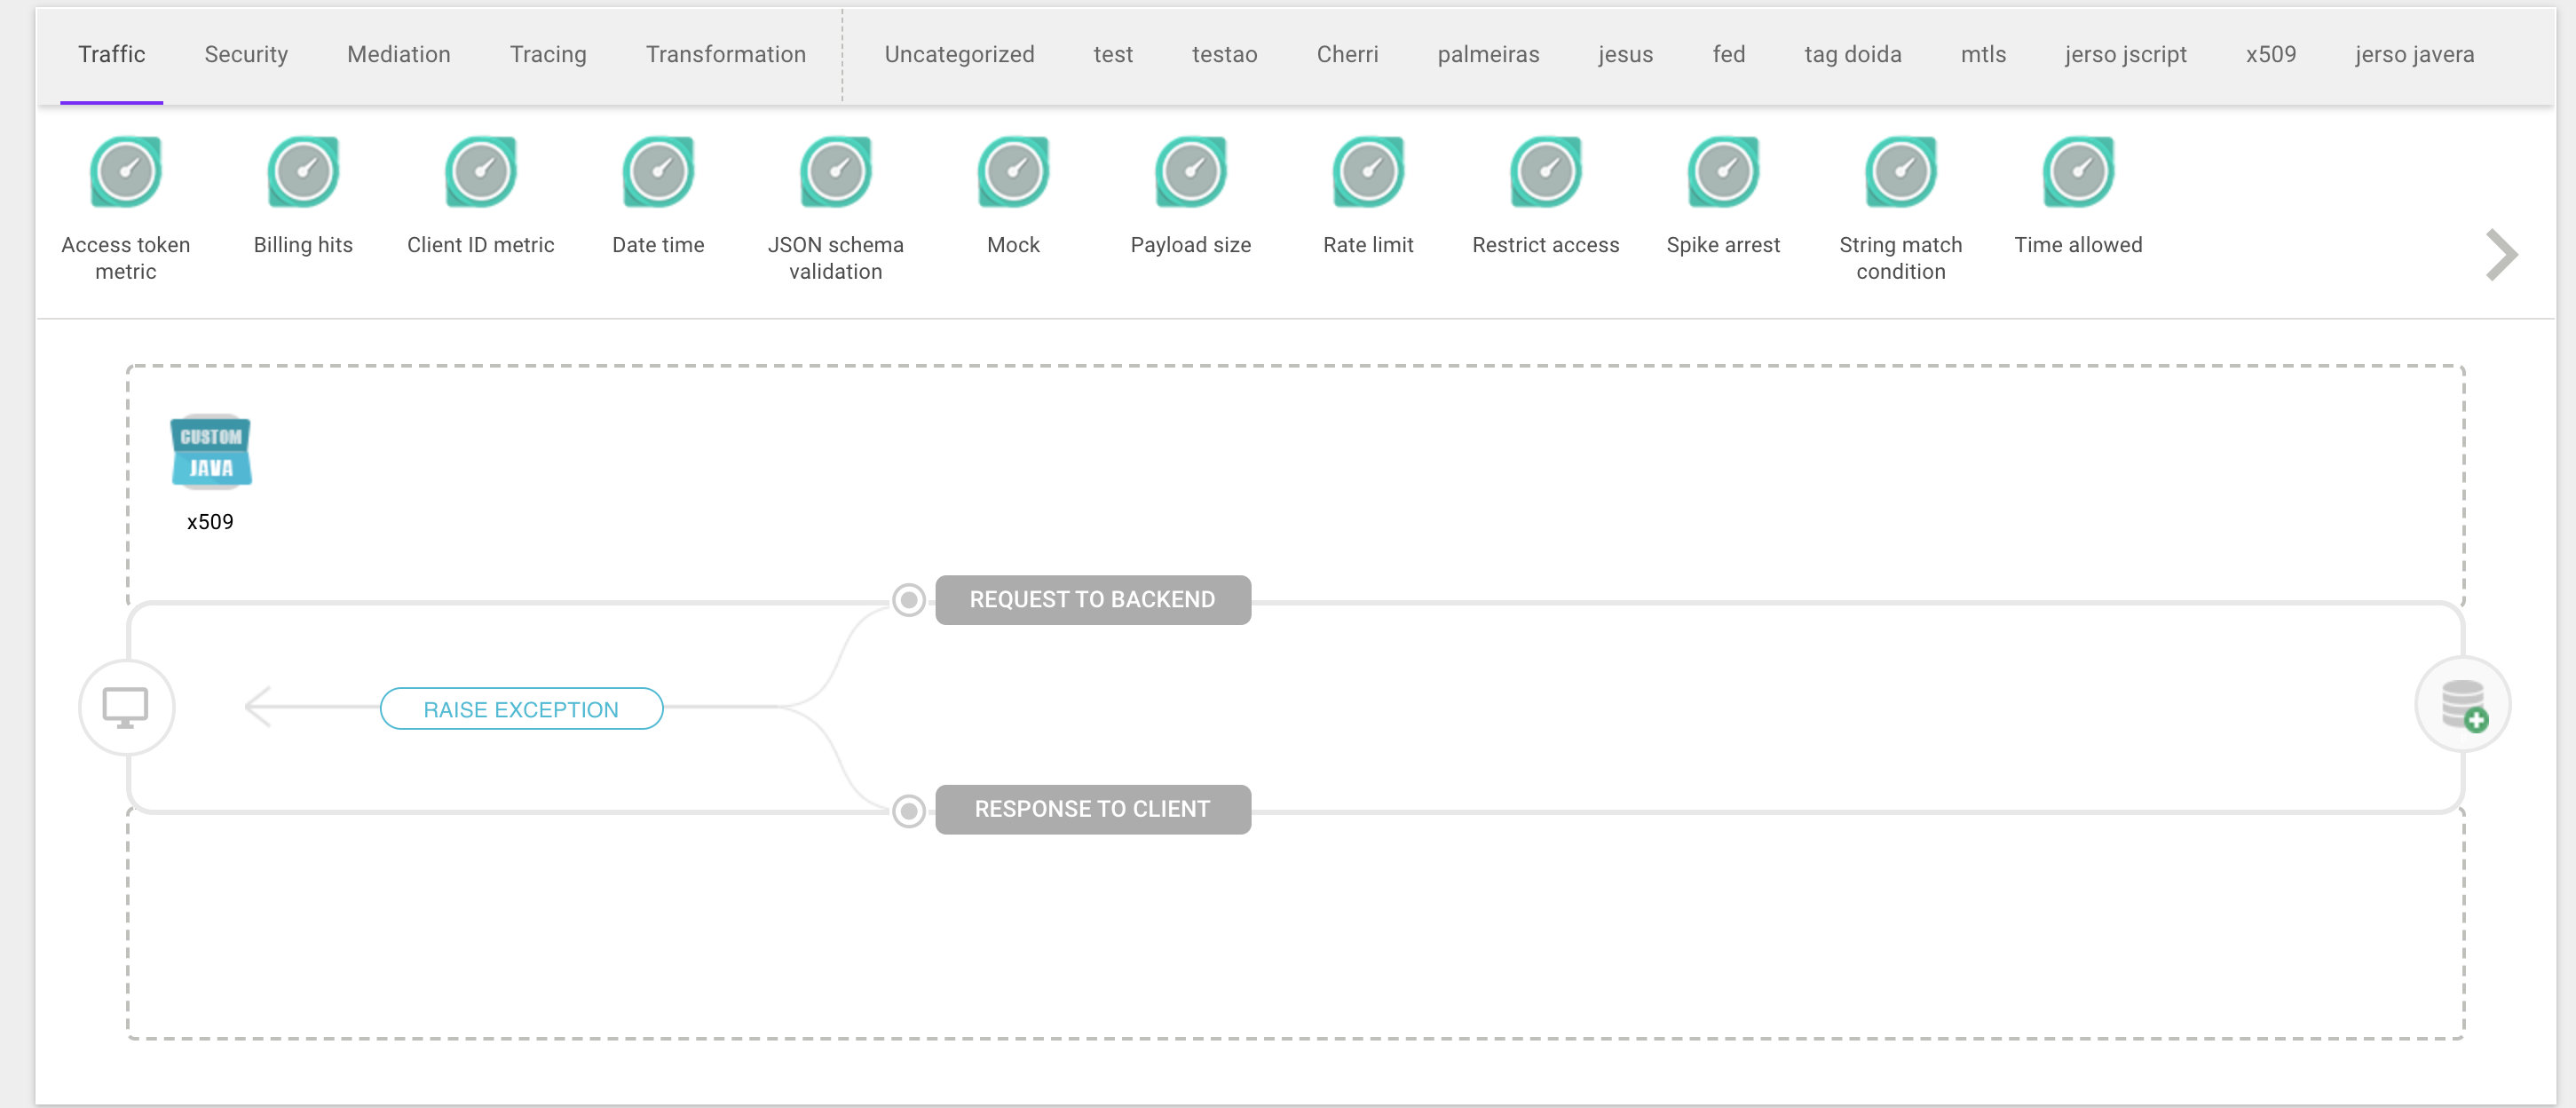 Traffic Security Mediation Tracing Transformation Uncategorized test testao Cherri palmeiras jesus fed tag doida mtls jerso jscript x509 jerso javera
Access token metric
Billing hits
Client ID metric
Date time
JSON schema validation
Mock
Payload size
Rate limit
Restrict access
Spike arrest
String match condition
Time allowed
CUSTOM
JAVA
x509
REQUEST TO BACKEND
RAISE EXCEPTION
RESPONSE TO CLIENT